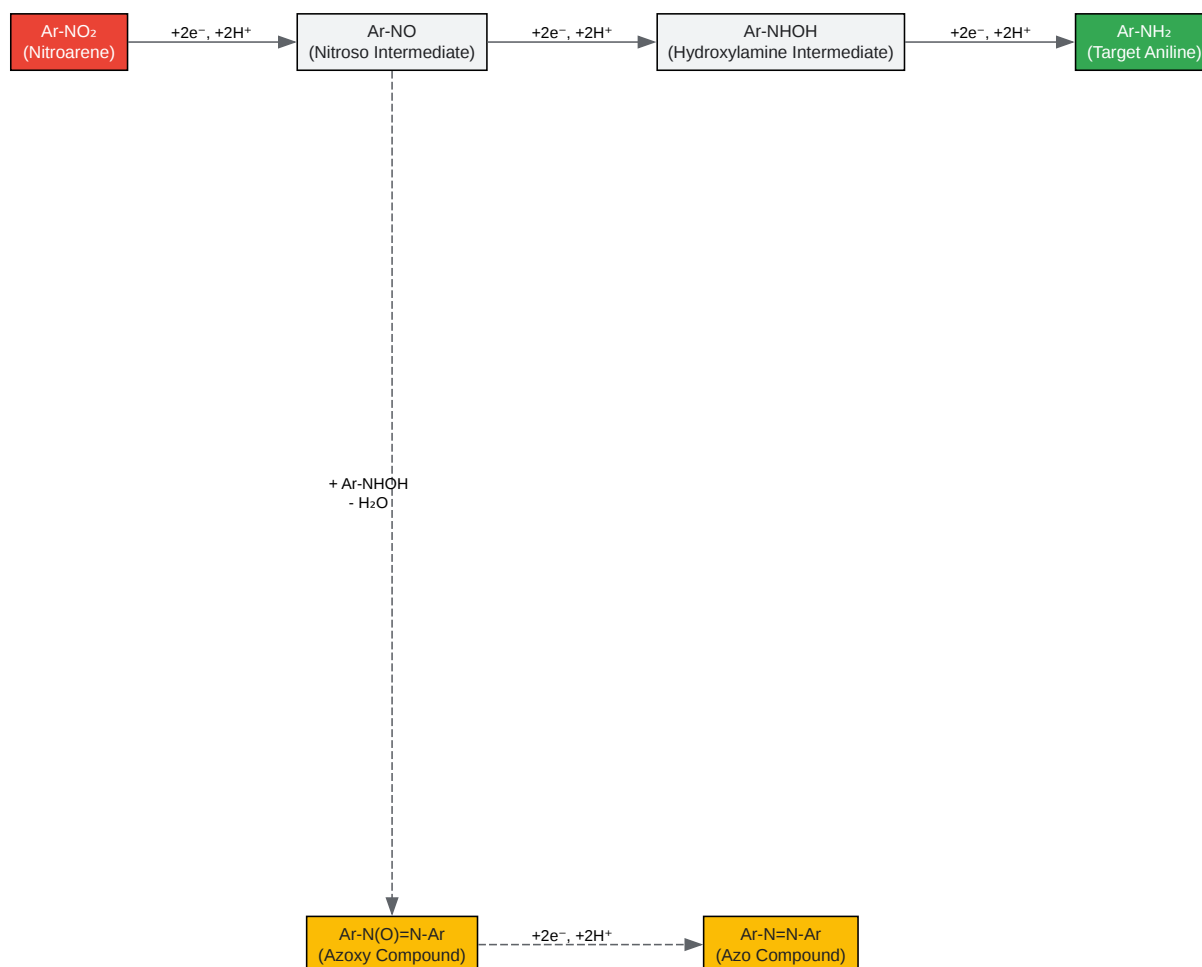 Ar-NO₂
(Nitroarene)
+2e⁻, +2H⁺
Ar-NO
(Nitroso Intermediate)
+2e⁻, +2H⁺
Ar-NHOH
(Hydroxylamine Intermediate)
+2e⁻, +2H⁺
Ar-NH₂
(Target Aniline)
+ Ar-NHOH
- H₂O
Ar-N(O)=N-Ar
(Azoxy Compound)
+2e⁻, +2H⁺
Ar-N=N-Ar
(Azo Compound)